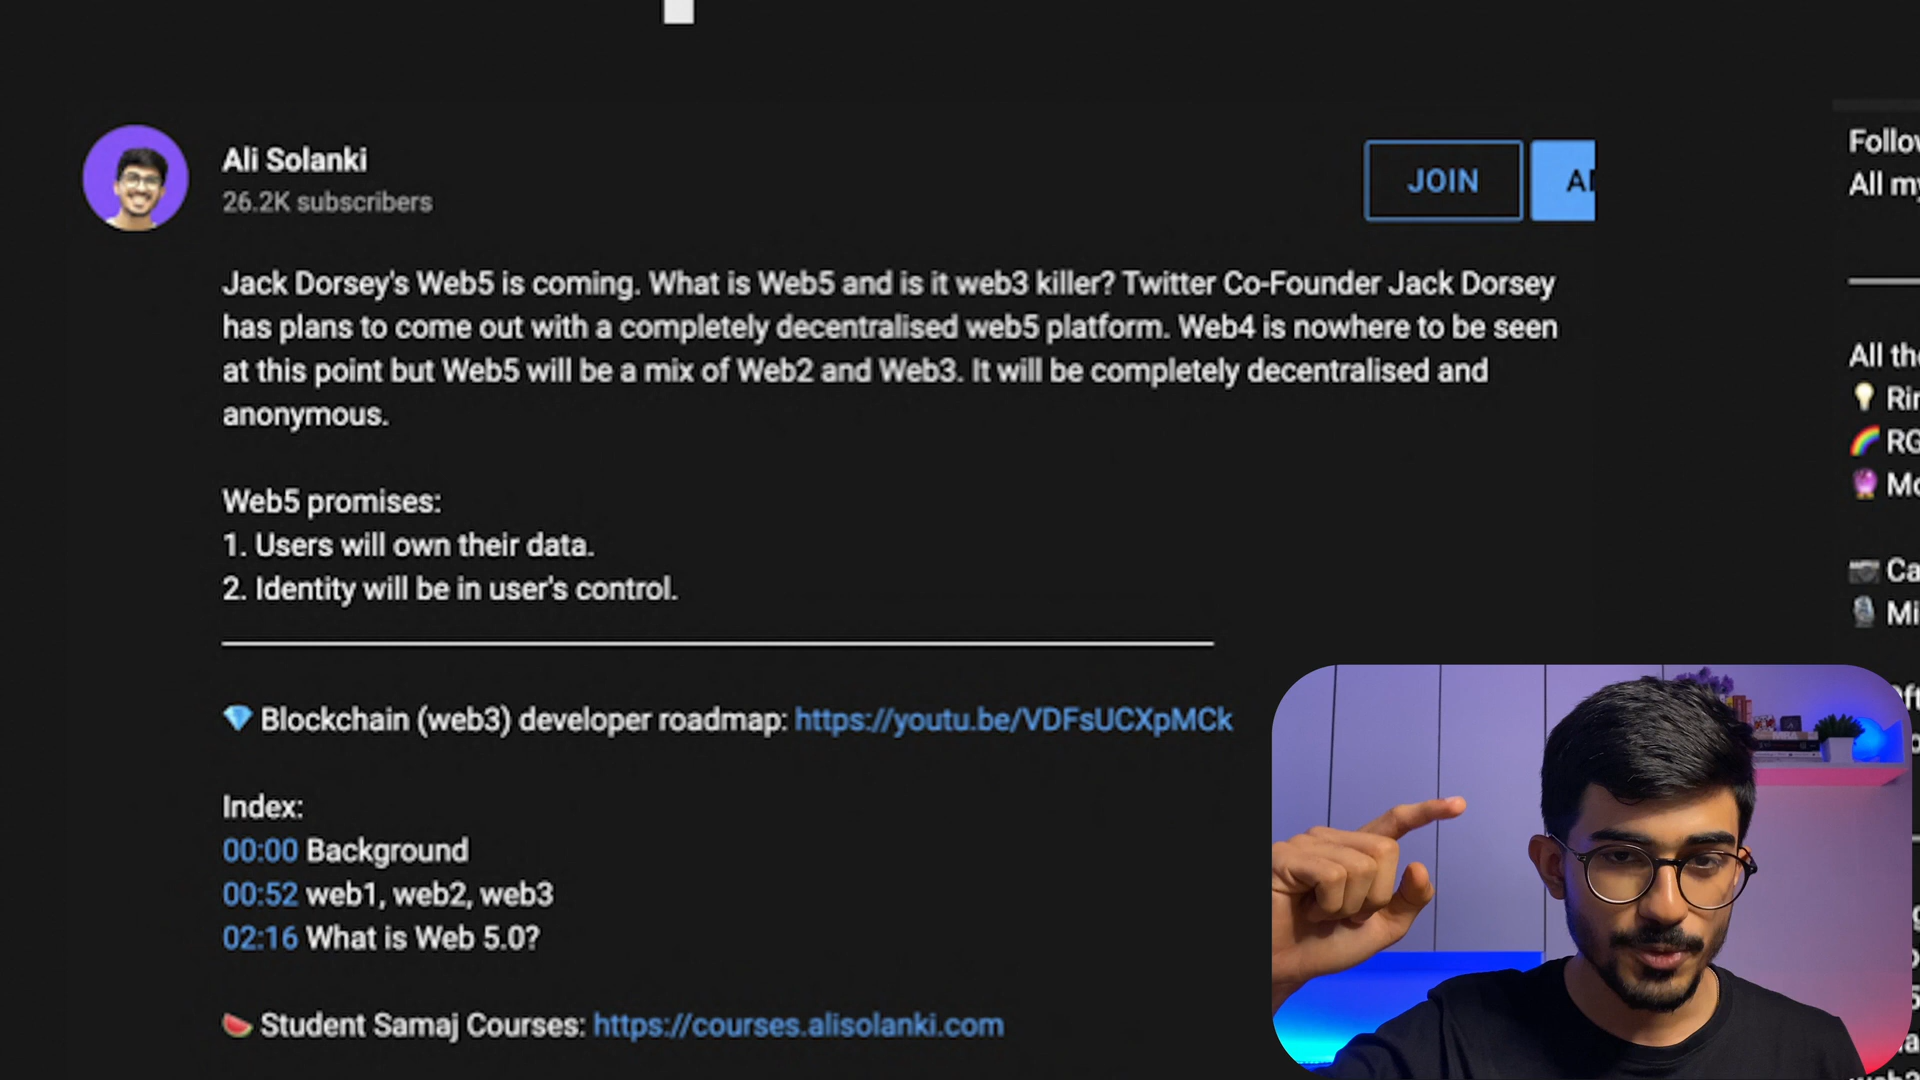 Ali Solanki
26.2K subscribers
JOIN
Jack Dorsey's Web5 is coming. What is Web5 and is it web3 killer? Twitter Co-Founder Jack Dorsey
has plans to come out with a completely decentralised web5 platform. Web4 is nowhere to be seen
at this point but Web5 will be a mix of Web2 and Web3. It will be completely decentralised and
anonymous.
Web5 promises:
1. Users will own their data.
2. Identity will be in user's control.
💎 Blockchain (web3) developer roadmap: https://youtu.be/VDFsUCXpMCk
Index:
00:00 Background
00:52 web1, web2, web3
02:16 What is Web 5.0?
🍉 Student Samaj Courses: https://courses.alisolanki.com
All
All